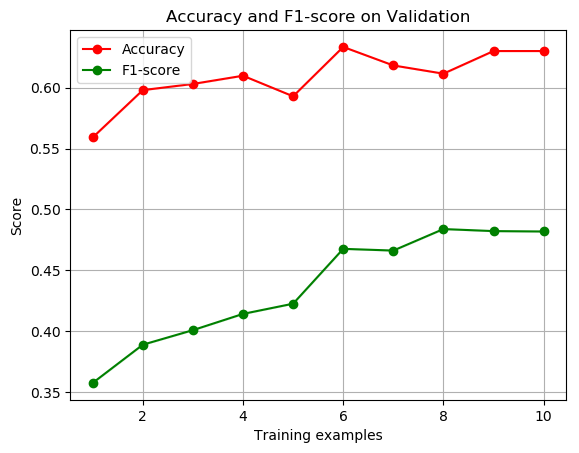 Accuracy and F1-score on Validation
Accuracy
F1-score
0.60
0.55
0.50
0.45
0.40
0.35
Score
2 4 6 8 10
Training examples